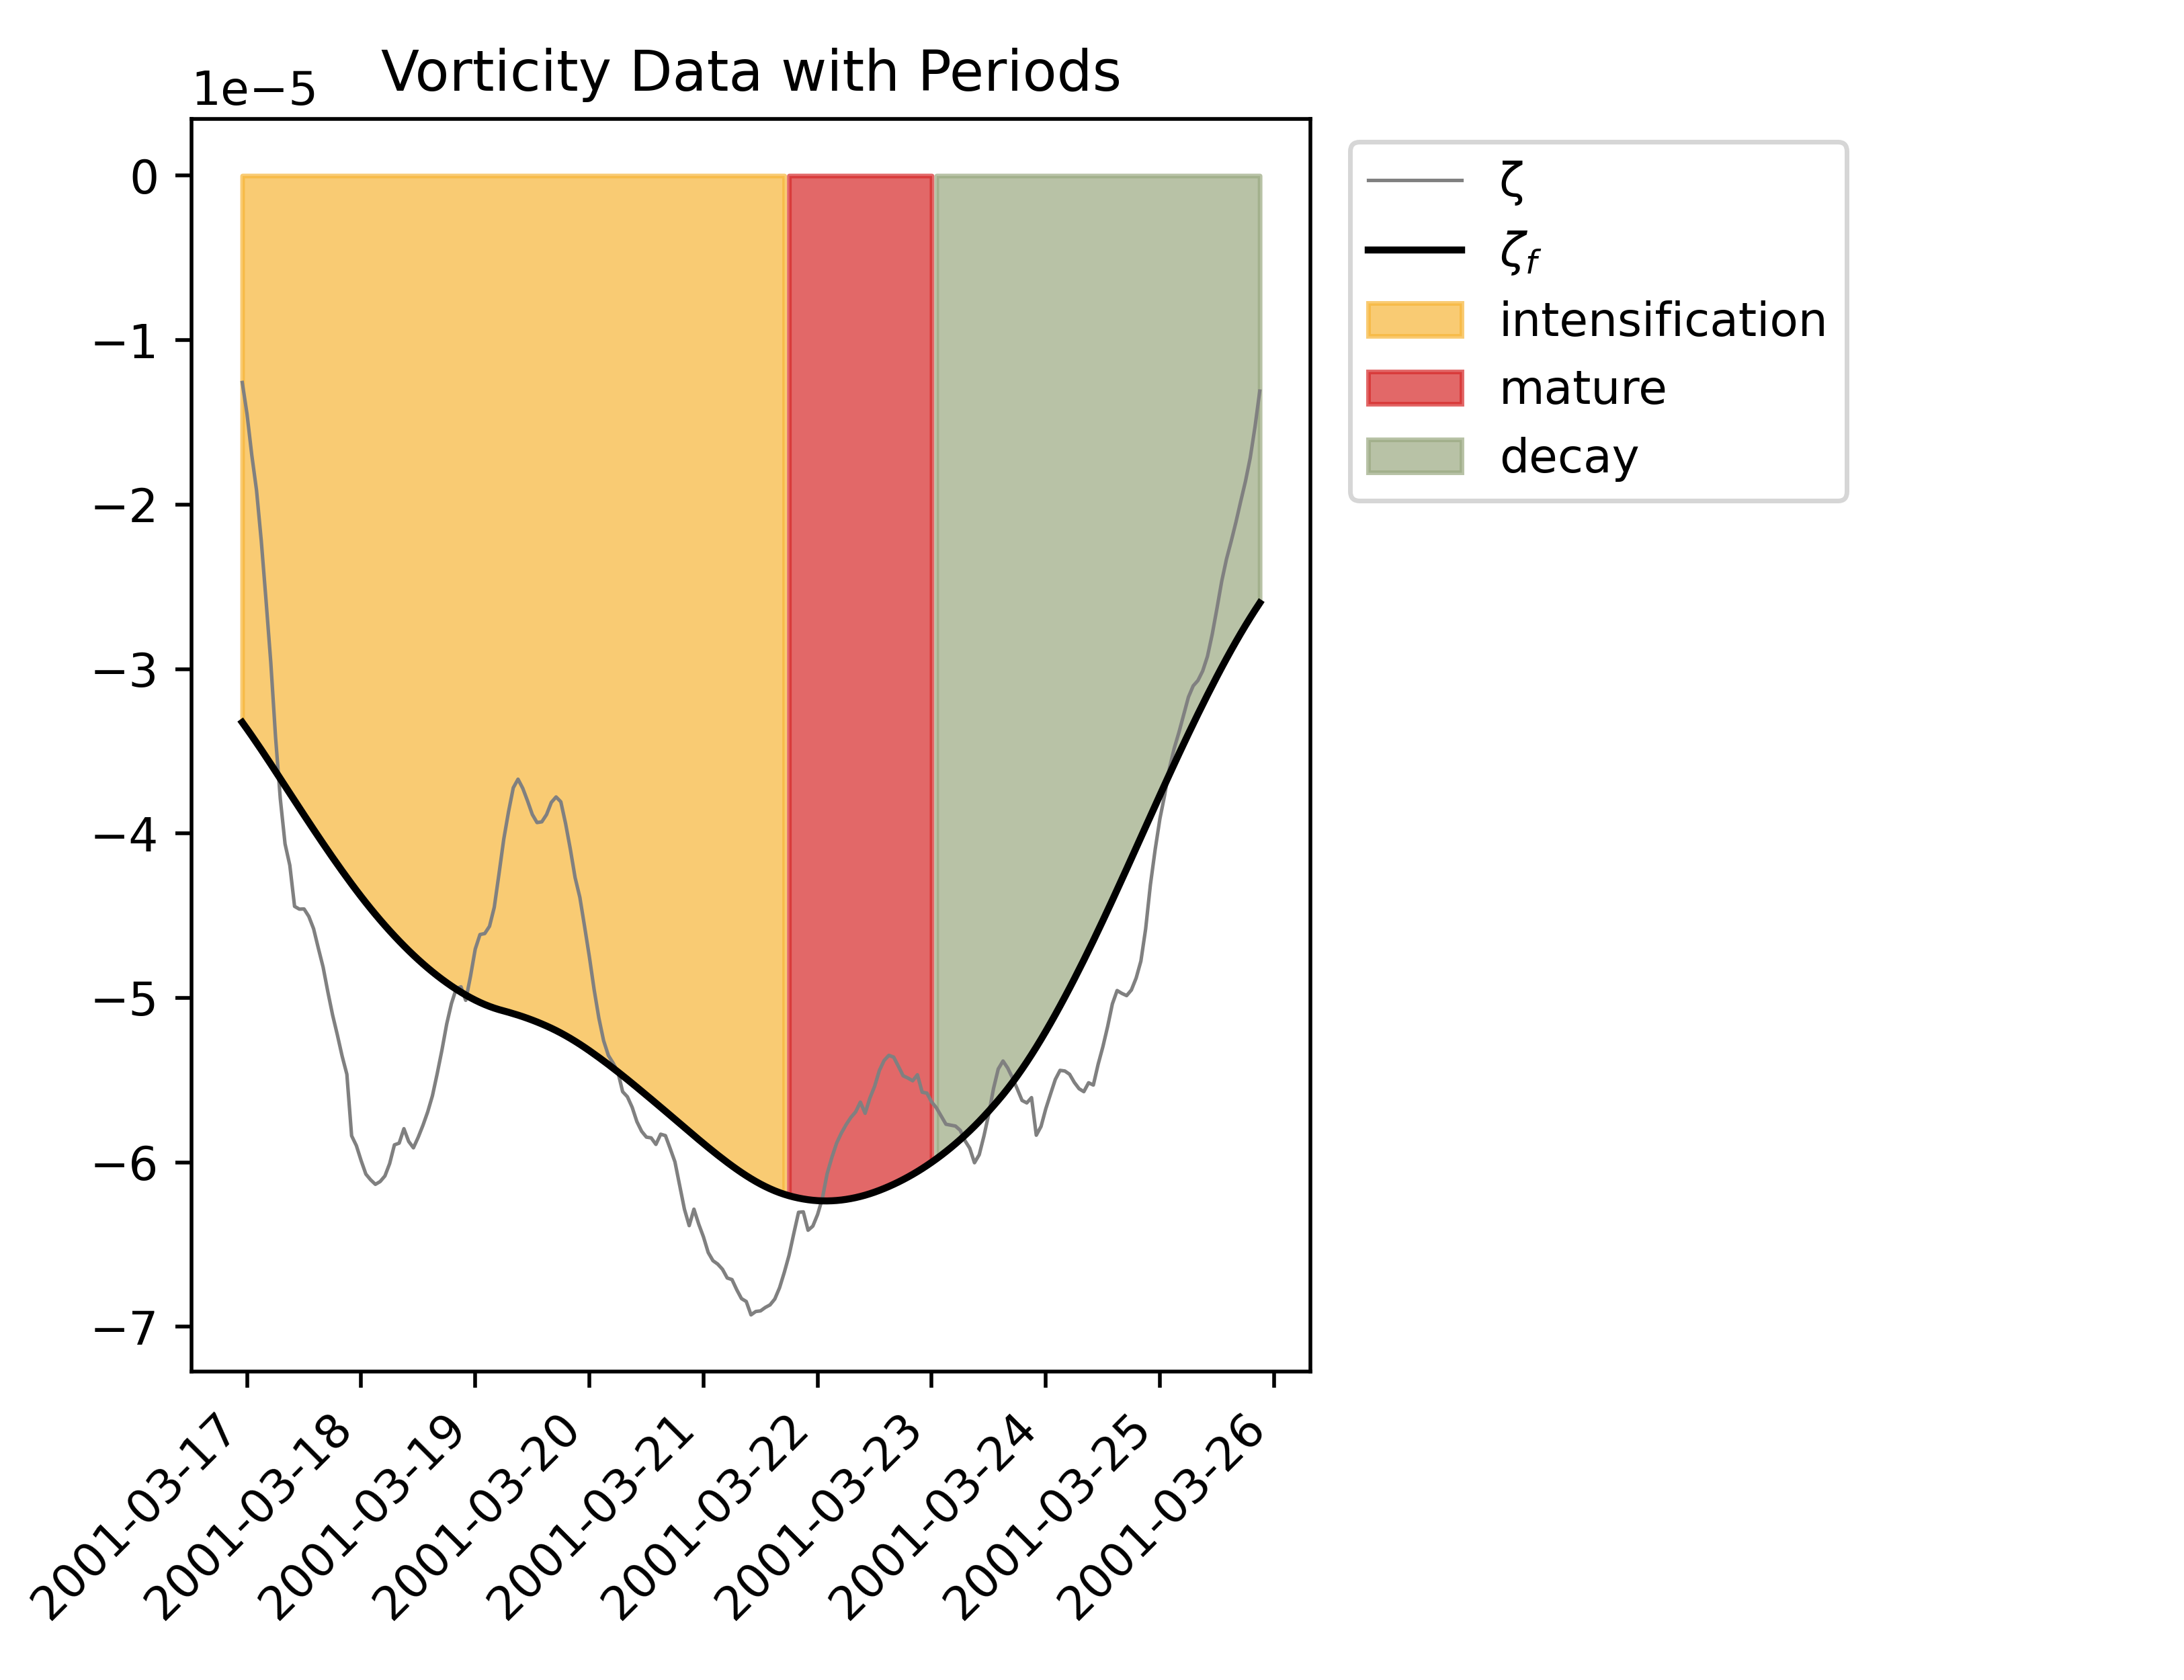 Vorticity Data with Periods
1e−5
0
−1
−2
−3
−4
−5
−6
−7
2001-03-17
2001-03-18
2001-03-19
2001-03-20
2001-03-21
2001-03-22
2001-03-23
2001-03-24
2001-03-25
2001-03-26
ζ
ζf
intensification
mature
decay